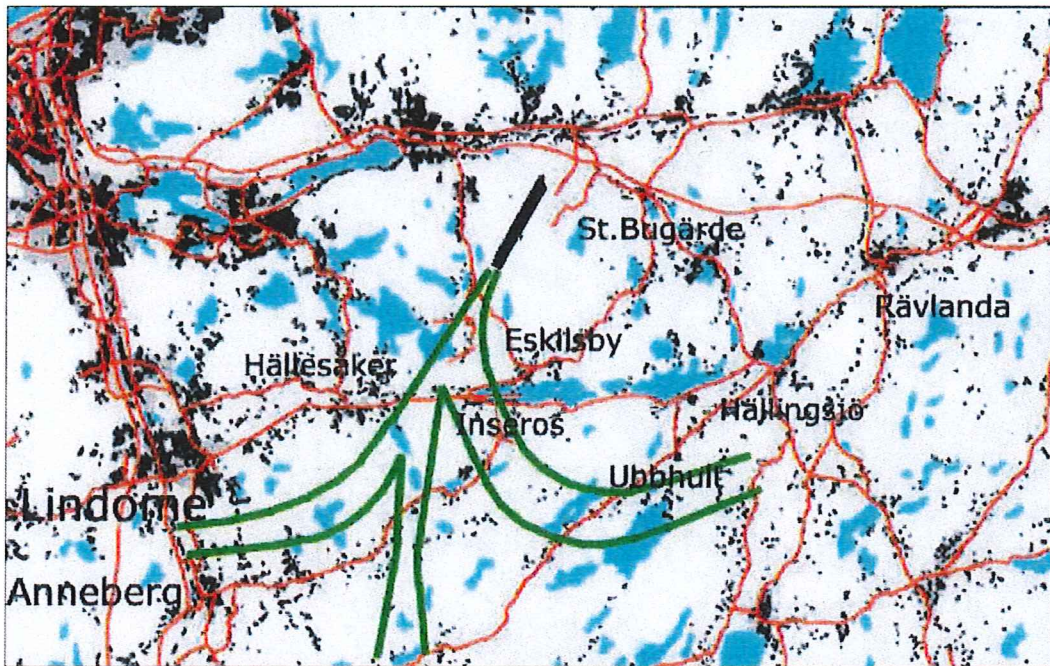 St.Bugärde
Rävlanda
Eskilsby
Hällesåker
Hällingsjö
Inseros
Ubbhult
Lindome
Anneberg